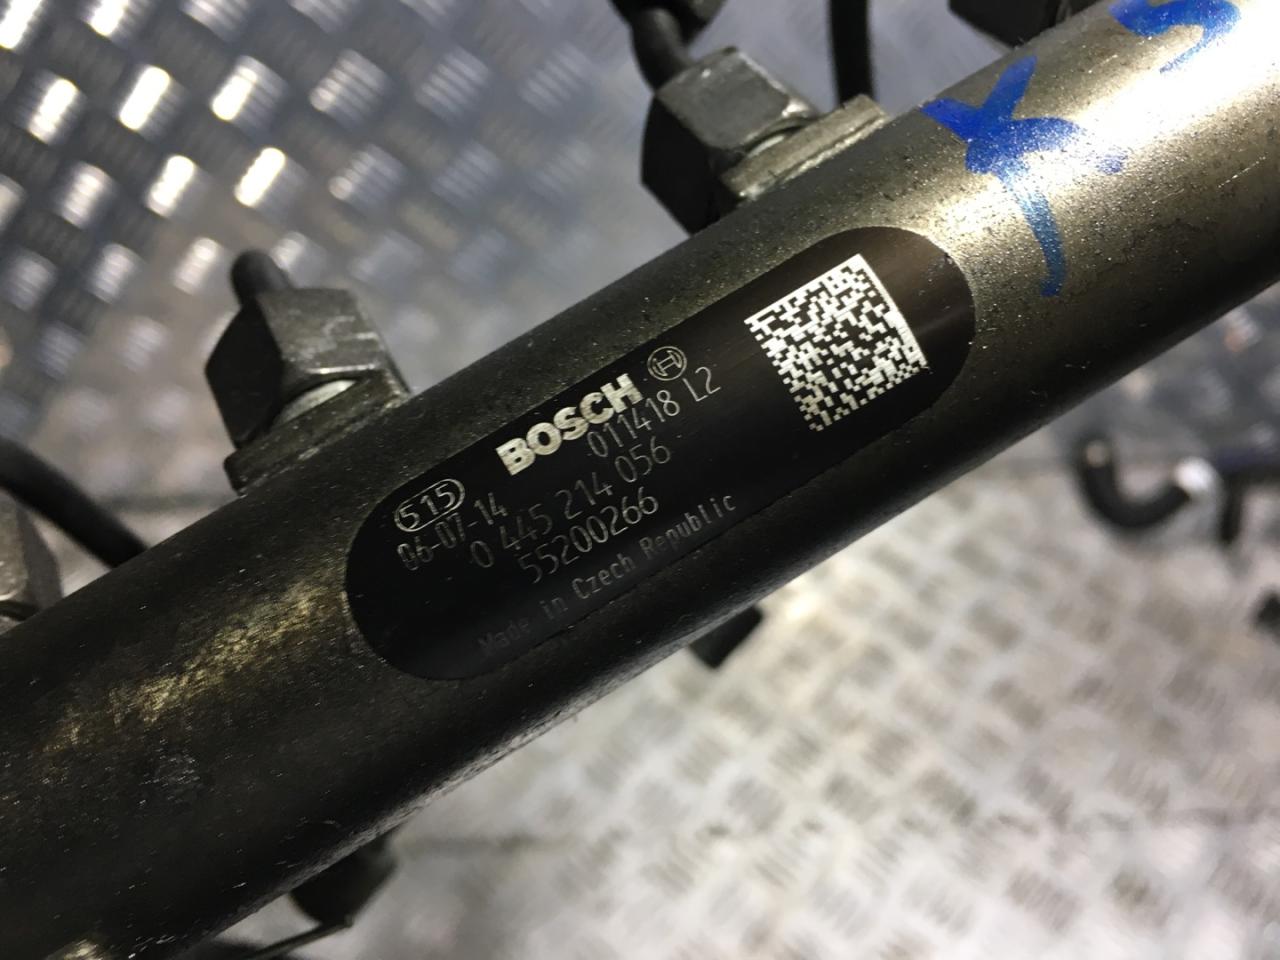 BOSCH
011418 L2
515
06-07-14
0 445 214 056
55200266
Made in Czech Republic